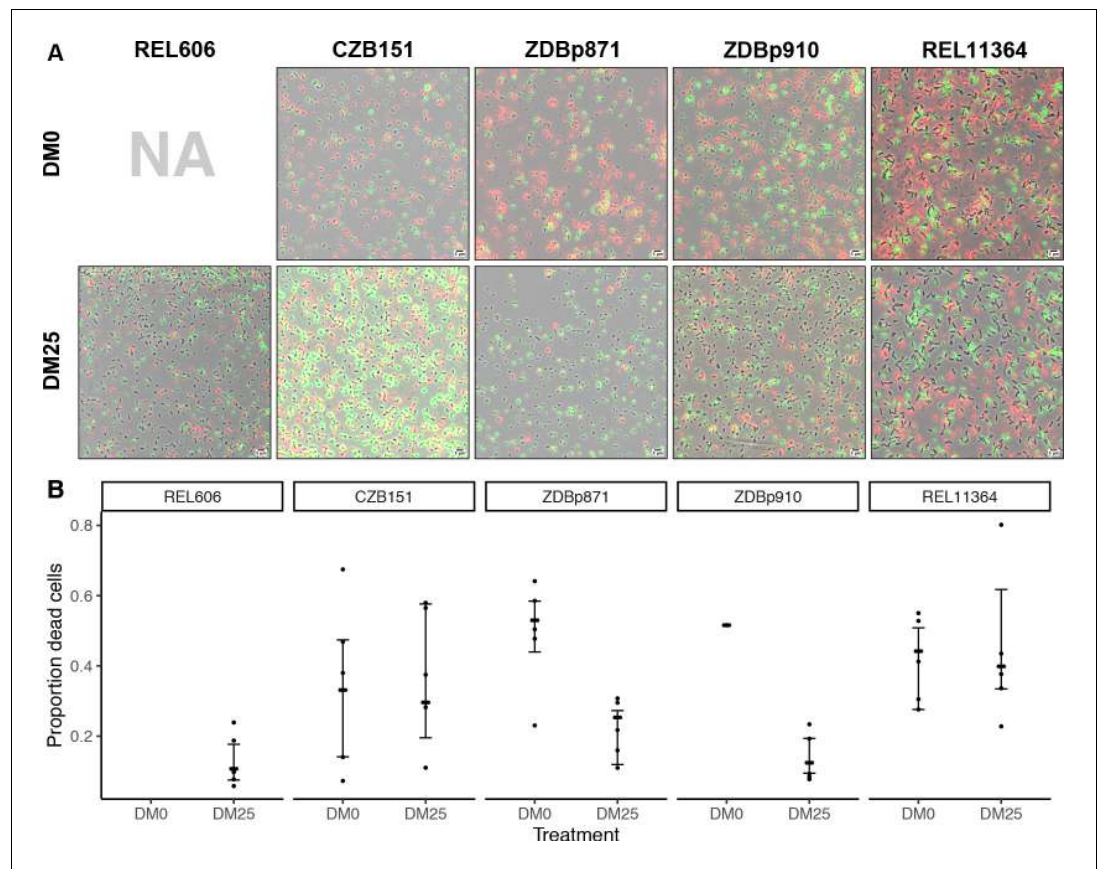 A
REL606 CZB151 ZDBp871 ZDBp910 REL11364
DM0
NA
DM25
B
REL606 CZB151 ZDBp871 ZDBp910 REL11364
Proportion dead cells
0.8
0.6
0.4
0.2
DM0 DM25 DM0 DM25 DM0 DM25 DM0 DM25 DM0 DM25
Treatment